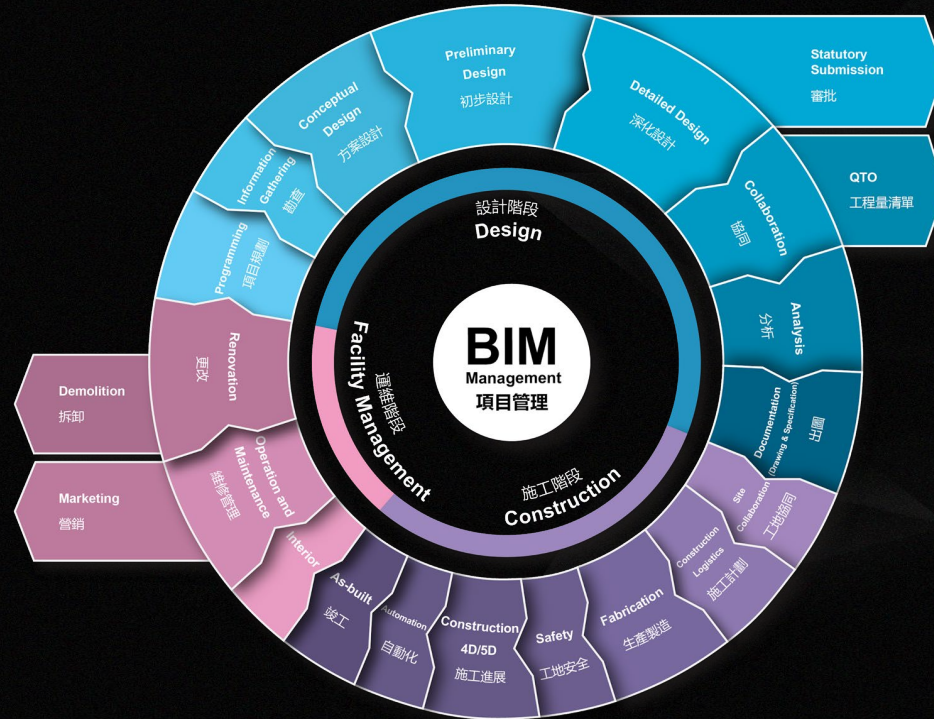 Preliminary
Design
初步設計
Detailed Design
深化設計
Statutory
Submission
審批
Collaboration
協同
QTO
工程量清單
Analysis
分析
Documentation
(Drawing & Specification)
出圖
Site
Collaboration
工地協同
Construction
Logistics
施工計劃
Fabrication
生產製造
Safety
工地安全
Construction
4D/5D
施工進展
Automation
自動化
As-built
竣工
Interior
Operation and
Maintenance
維修管理
Marketing
營銷
Renovation
更改
Demolition
拆卸
Programming
項目規劃
Information
Gathering
勘查
Conceptual
Design
方案設計
設計階段
Design
施工階段
Construction
運維階段
Facility Management
BIM
Management
項目管理